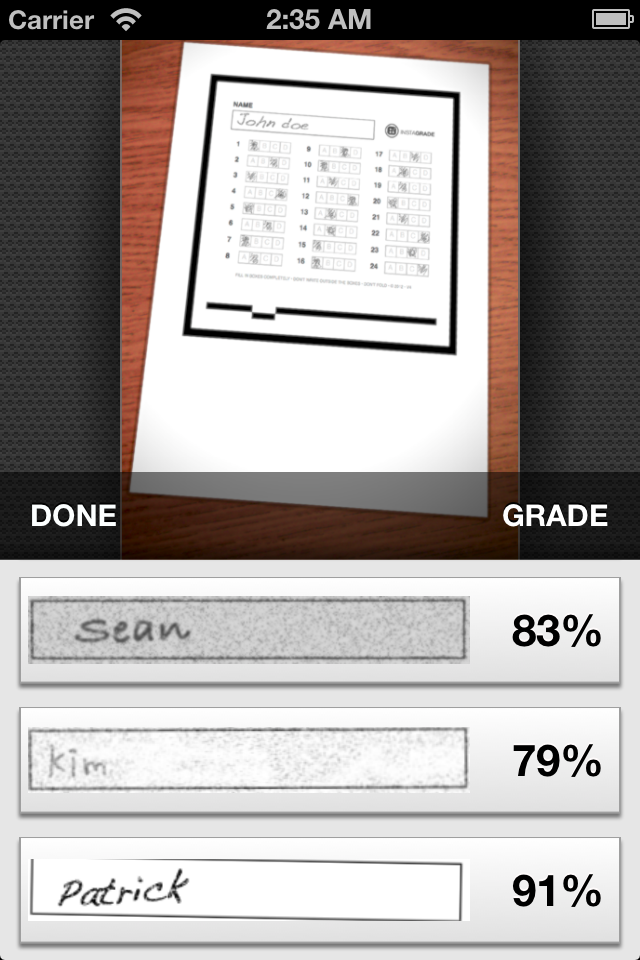 Carrier 2:35 AM
NAME
John doe
INSTAGRADE
1 A B C D
2 A B C D
3 A B C D
4 A B C D
5 A B C D
6 A B C D
7 A B C D
8 A B C D
9 A B C D
10 A B C D
11 A B C D
12 A B C D
13 A B C D
14 A B C D
15 A B C D
16 A B C D
17 A B C D
18 A B C D
19 A B C D
20 A B C D
21 A B C D
22 A B C D
23 A B C D
24 A B C D
DONE GRADE
Sean 83%
Kim 79%
Patrick 91%